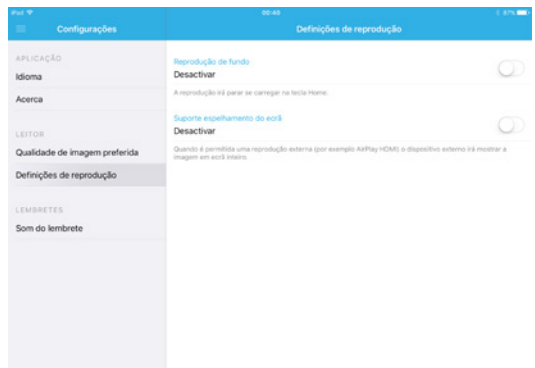 iPad
00:40
87%
Configurações
Definições de reprodução
APLICAÇÃO
Idioma
Acerca
LEITOR
Qualidade de imagem preferida
Definições de reprodução
LEMBRETES
Som do lembrete
Reprodução de fundo
Desactivar
A reprodução irá parar se carregar na tecla Home.
Suporte espelhamento do ecrã
Desactivar
Quando é permitida uma reprodução externa (por exemplo AirPlay HDMI) o dispositivo externo irá mostrar a
imagem em ecrã inteiro.